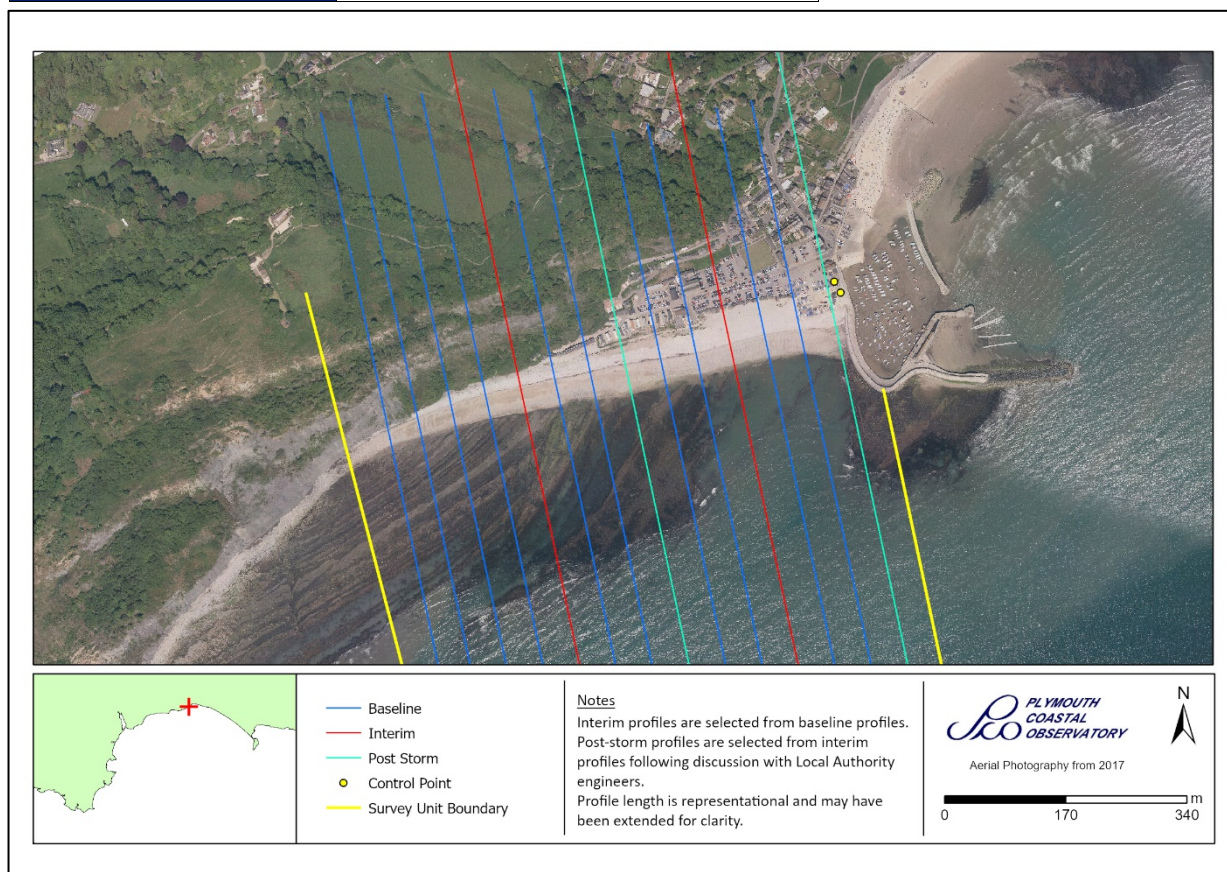 Baseline
Interim
Post Storm
Control Point
Survey Unit Boundary
Notes
Interim profiles are selected from baseline profiles.
Post-storm profiles are selected from interim
profiles following discussion with Local Authority
engineers.
Profile length is representational and may have
been extended for clarity.
PLYMOUTH
COASTAL
OBSERVATORY
Aerial Photography from 2017
N
m
0 170 340